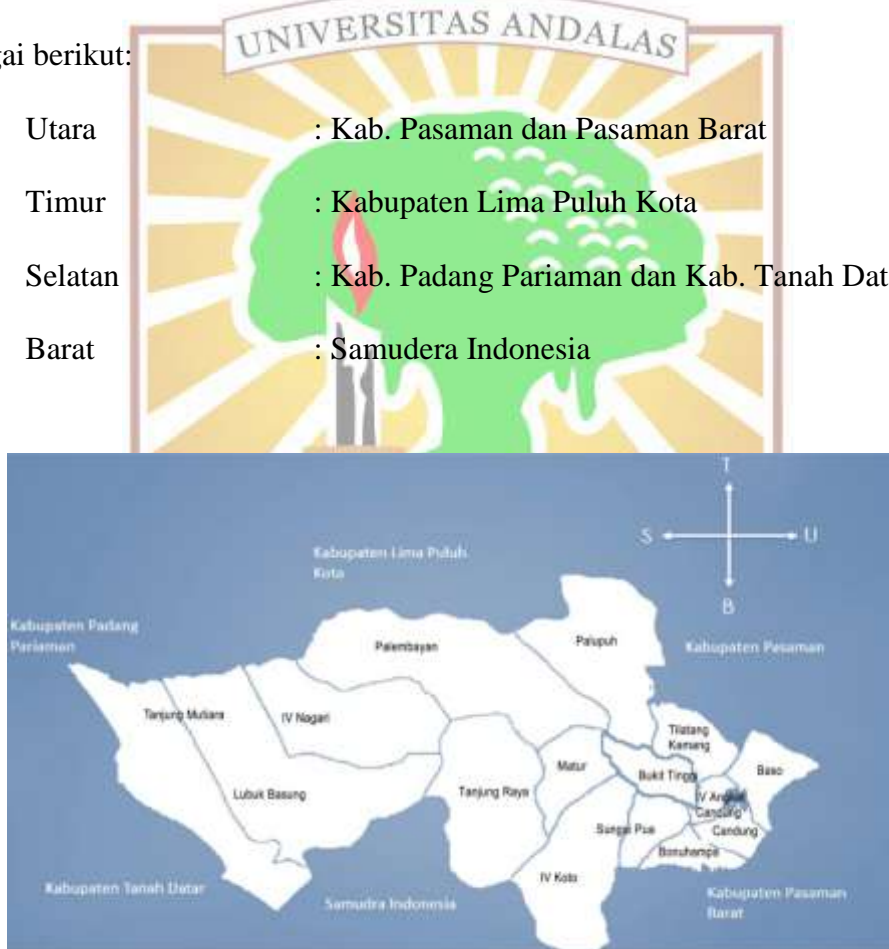 UNIVERSITAS ANDALAS
gai berikut:
Utara : Kab. Pasaman dan Pasaman Barat
Timur : Kabupaten Lima Puluh Kota
Selatan : Kab. Padang Pariaman dan Kab. Tanah Dat
Barat : Samudera Indonesia
T
S U
B
Kabupaten Lima Puluh
Kota
Kabupaten Padang
Pariaman
Palembayan
Palupuh
Kabupaten Pasaman
Tanjung Mutiara
IV Nagari
Tilatang
Kamang
Matur
Bukit Tinggi
Baso
Lubuk Basung
Tanjung Raya
IV Angkat
Candung
Sungai Pua
Candung
Banuhampa
IV Koto
Kabupaten Tanah Datar
Samudra Indonesia
Kabupaten Pasaman
Barat